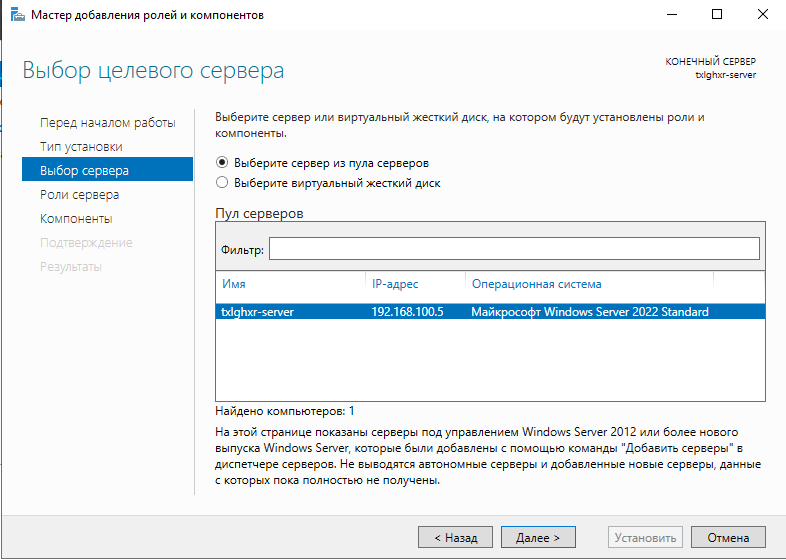 Мастер добавления ролей и компонентов
Выбор целевого сервера
КОНЕЧНЫЙ СЕРВЕР
txlghxr-server
Перед началом работы
Тип установки
Выбор сервера
Роли сервера
Компоненты
Подтверждение
Результаты
Выберите сервер или виртуальный жесткий диск, на котором будут установлены роли и
компоненты.
Выберите сервер из пула серверов
Выберите виртуальный жесткий диск
Пул серверов
Фильтр:
Имя IP-адрес Операционная система
txlghxr-server 192.168.100.5 Майкрософт Windows Server 2022 Standard
Найдено компьютеров: 1
На этой странице показаны серверы под управлением Windows Server 2012 или более нового
выпуска Windows Server, которые были добавлены с помощью команды "Добавить серверы" в
диспетчере серверов. Не выводятся автономные серверы и добавленные новые серверы, данные
с которых пока полностью не получены.
< Назад Далее > Установить Отмена